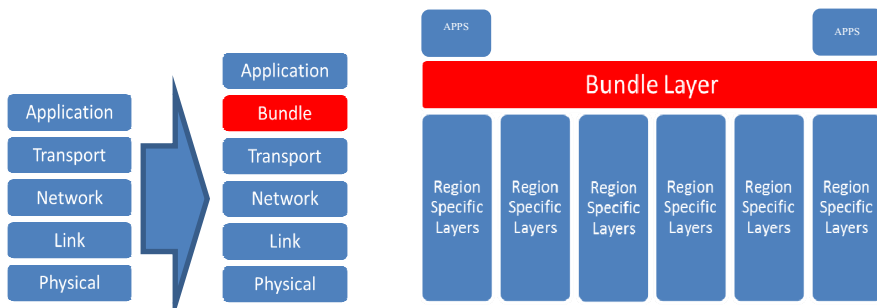 Application
Transport
Network
Link
Physical
Application
Bundle
Transport
Network
Link
Physical
APPS
APPS
Bundle Layer
Region
Specific
Layers
Region
Specific
Layers
Region
Specific
Layers
Region
Specific
Layers
Region
Specific
Layers
Region
Specific
Layers